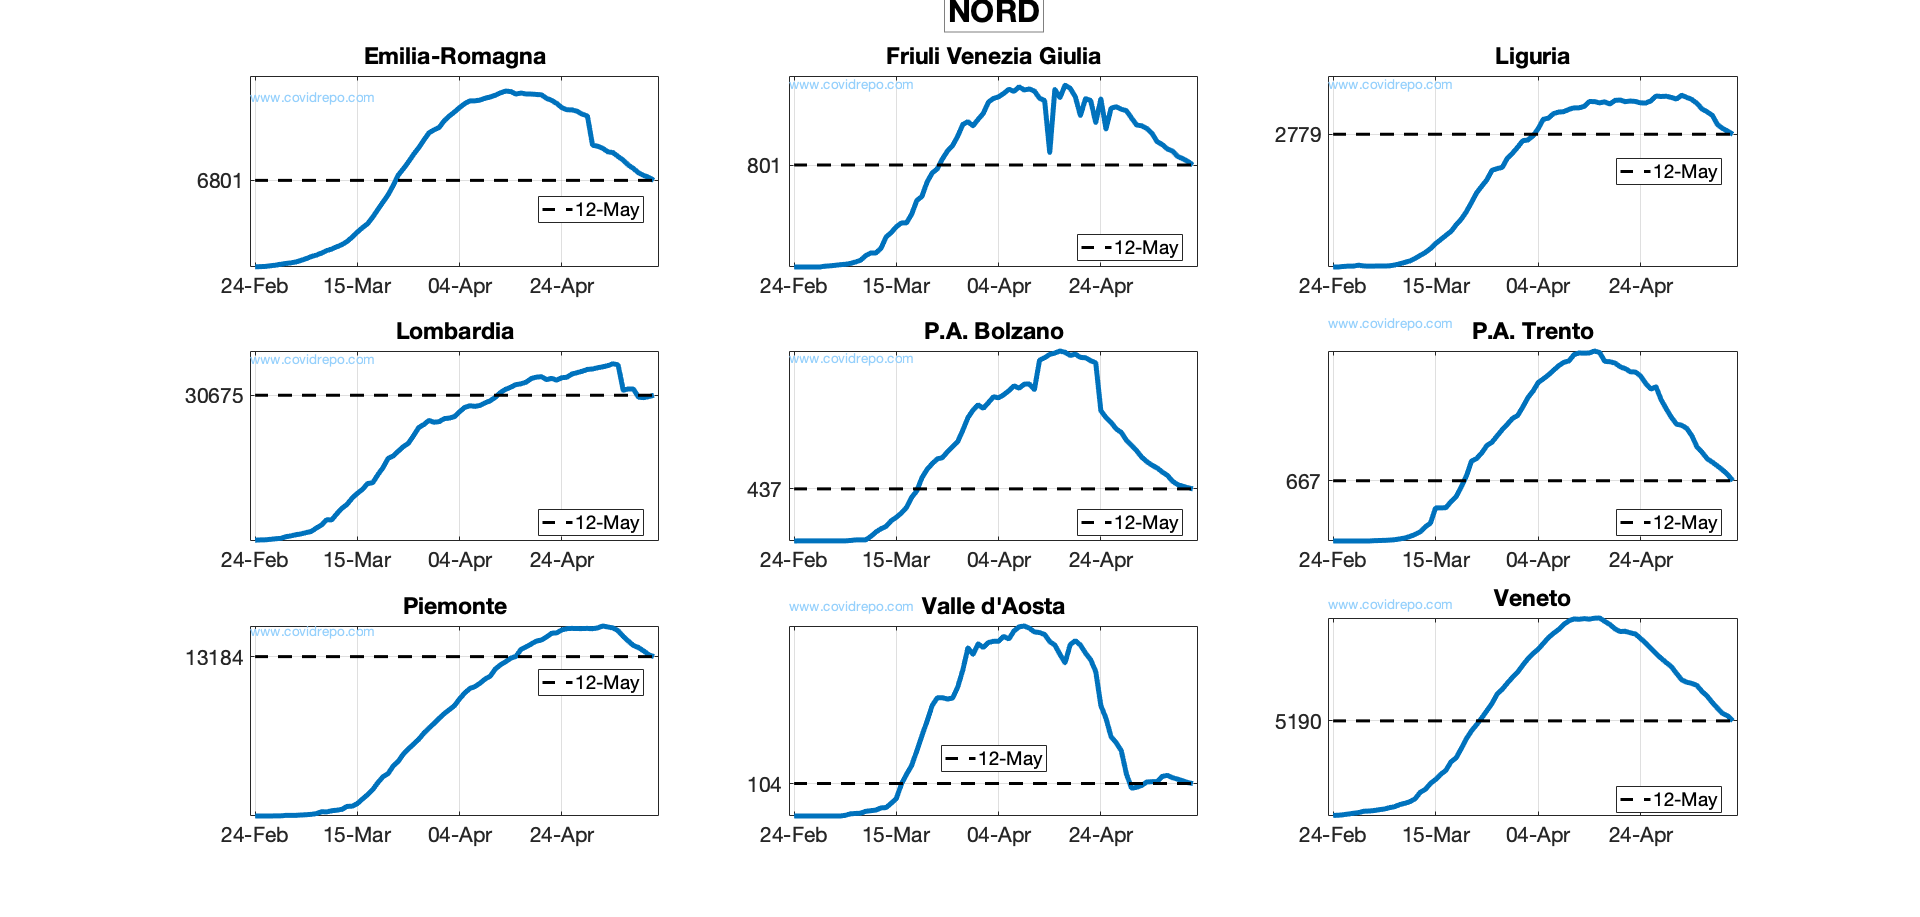 NORD
Emilia-Romagna
www.covidrepo.com
6801
-12-May
24-Feb 15-Mar 04-Apr 24-Apr
Friuli Venezia Giulia
www.covidrepo.com
801
-12-May
24-Feb 15-Mar 04-Apr 24-Apr
Liguria
www.covidrepo.com
2779
-12-May
24-Feb 15-Mar 04-Apr 24-Apr
Lombardia
www.covidrepo.com
30675
-12-May
24-Feb 15-Mar 04-Apr 24-Apr
P.A. Bolzano
www.covidrepo.com
437
-12-May
24-Feb 15-Mar 04-Apr 24-Apr
www.covidrepo.com P.A. Trento
667
-12-May
24-Feb 15-Mar 04-Apr 24-Apr
Piemonte
www.covidrepo.com
13184
-12-May
24-Feb 15-Mar 04-Apr 24-Apr
www.covidrepo.com Valle d'Aosta
-12-May
104
24-Feb 15-Mar 04-Apr 24-Apr
www.covidrepo.com Veneto
5190
-12-May
24-Feb 15-Mar 04-Apr 24-Apr